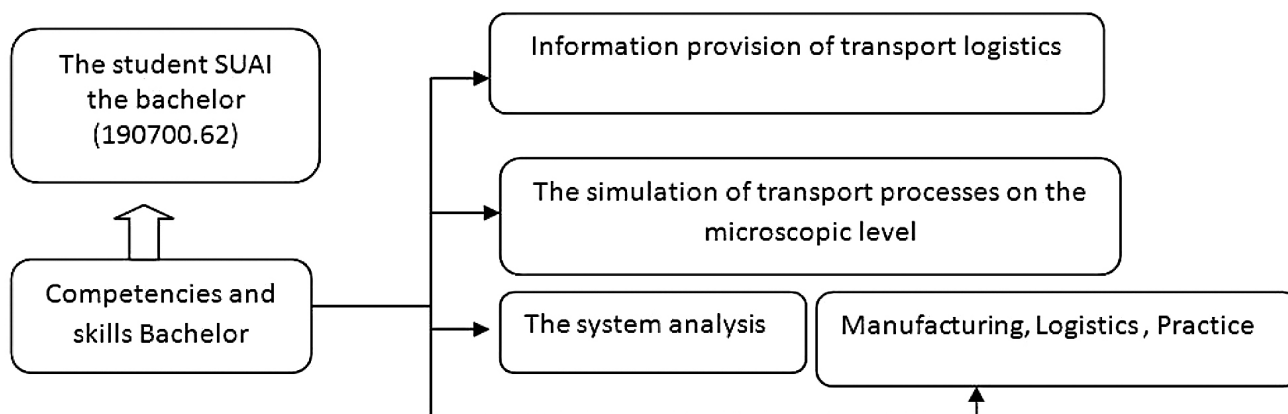 The student SUAI
the bachelor
(190700.62)
Information provision of transport logistics
The simulation of transport processes on the
microscopic level
Competencies and
skills Bachelor
The system analysis
Manufacturing, Logistics , Practice